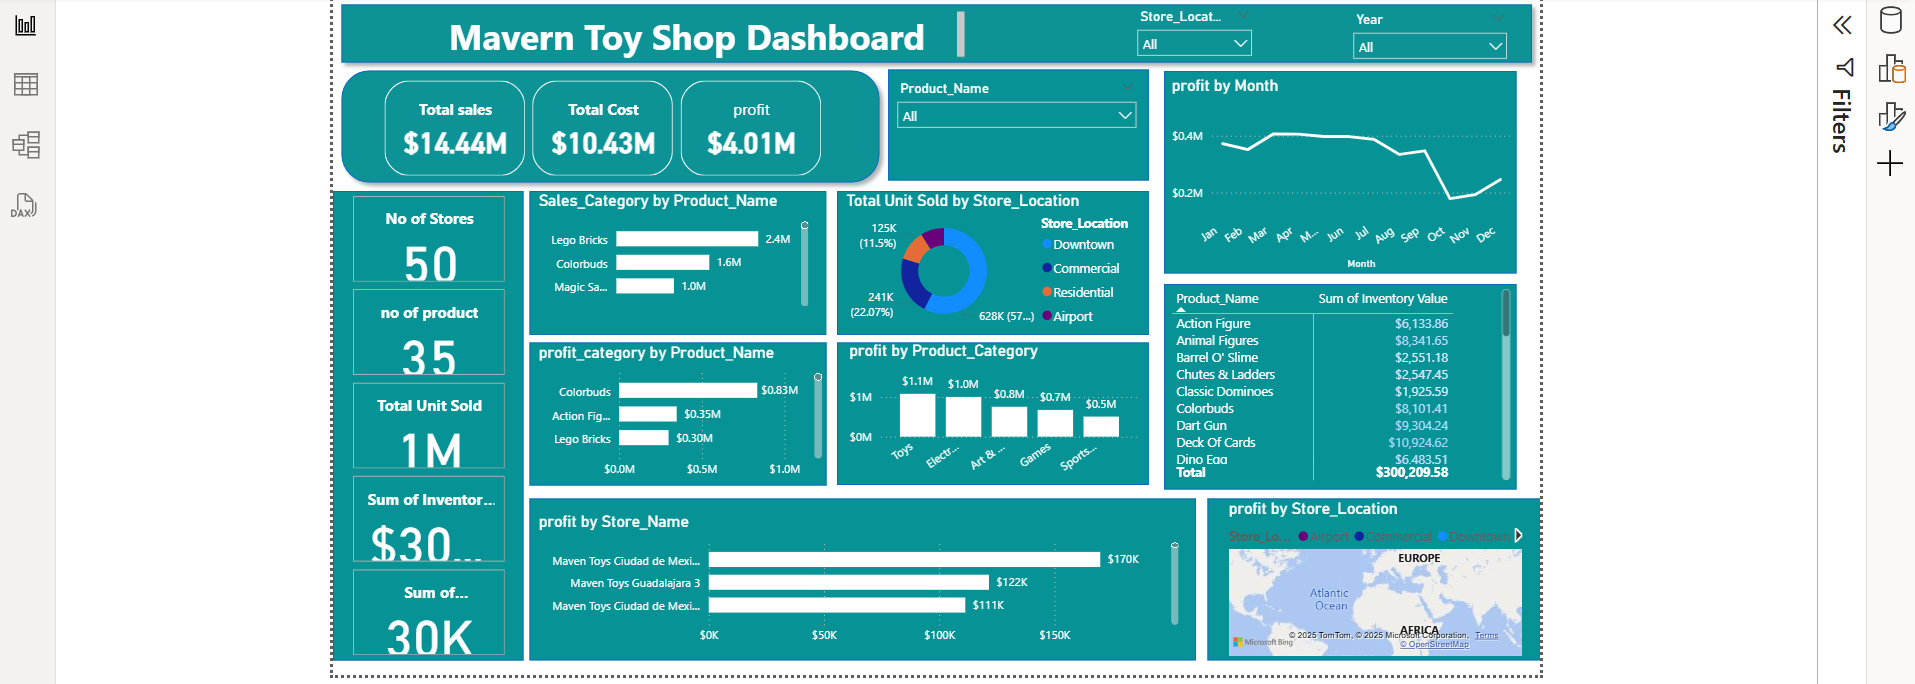 Mavern Toy Shop Dashboard
Store_Locat...
All
Year
All
Filters
DAX
Total sales
$14.44M
Total Cost
$10.43M
profit
$4.01M
Product_Name
All
profit by Month
$0.4M
$0.2M
Jan Feb Mar Apr M... Jun Jul Aug Sep Oct Nov Dec
Month
No of Stores
50
no of product
35
Total Unit Sold
1M
Sum of Inventor...
$30...
Sum of...
30K
Sales_Category by Product_Name
Lego Bricks 2.4M
Colorbuds 1.6M
Magic Sa... 1.0M
Total Unit Sold by Store_Location
125K
(11.5%)
241K
(22.07%)
628K (57...)
Store_Location
Downtown
Commercial
Residential
Airport
Product_Name Sum of Inventory Value
Action Figure $6,133.86
Animal Figures $8,341.65
Barrel O' Slime $2,551.18
Chutes & Ladders $2,547.45
Classic Dominoes $1,925.59
Colorbuds $8,101.41
Dart Gun $9,304.24
Deck Of Cards $10,924.62
Dino Egg $6,483.51
Total $300,209.58
profit_category by Product_Name
Colorbuds $0.83M
Action Fig... $0.35M
Lego Bricks $0.30M
$0.0M $0.5M $1.0M
profit by Product_Category
$1M
$0M
$1.1M $1.0M $0.8M $0.7M $0.5M
Toys Electr... Art & ... Games Sports...
profit by Store_Name
Maven Toys Ciudad de Mexi... $170K
Maven Toys Guadalajara 3 $122K
Maven Toys Ciudad de Mexi... $111K
$0K $50K $100K $150K
profit by Store_Location
Store_Lo... Airport Commercial Downtown
EUROPE
Atlantic
Ocean
AFRICA
Microsoft Bing
© 2025 TomTom, © 2025 Microsoft Corporation, Terms
© OpenStreetMap